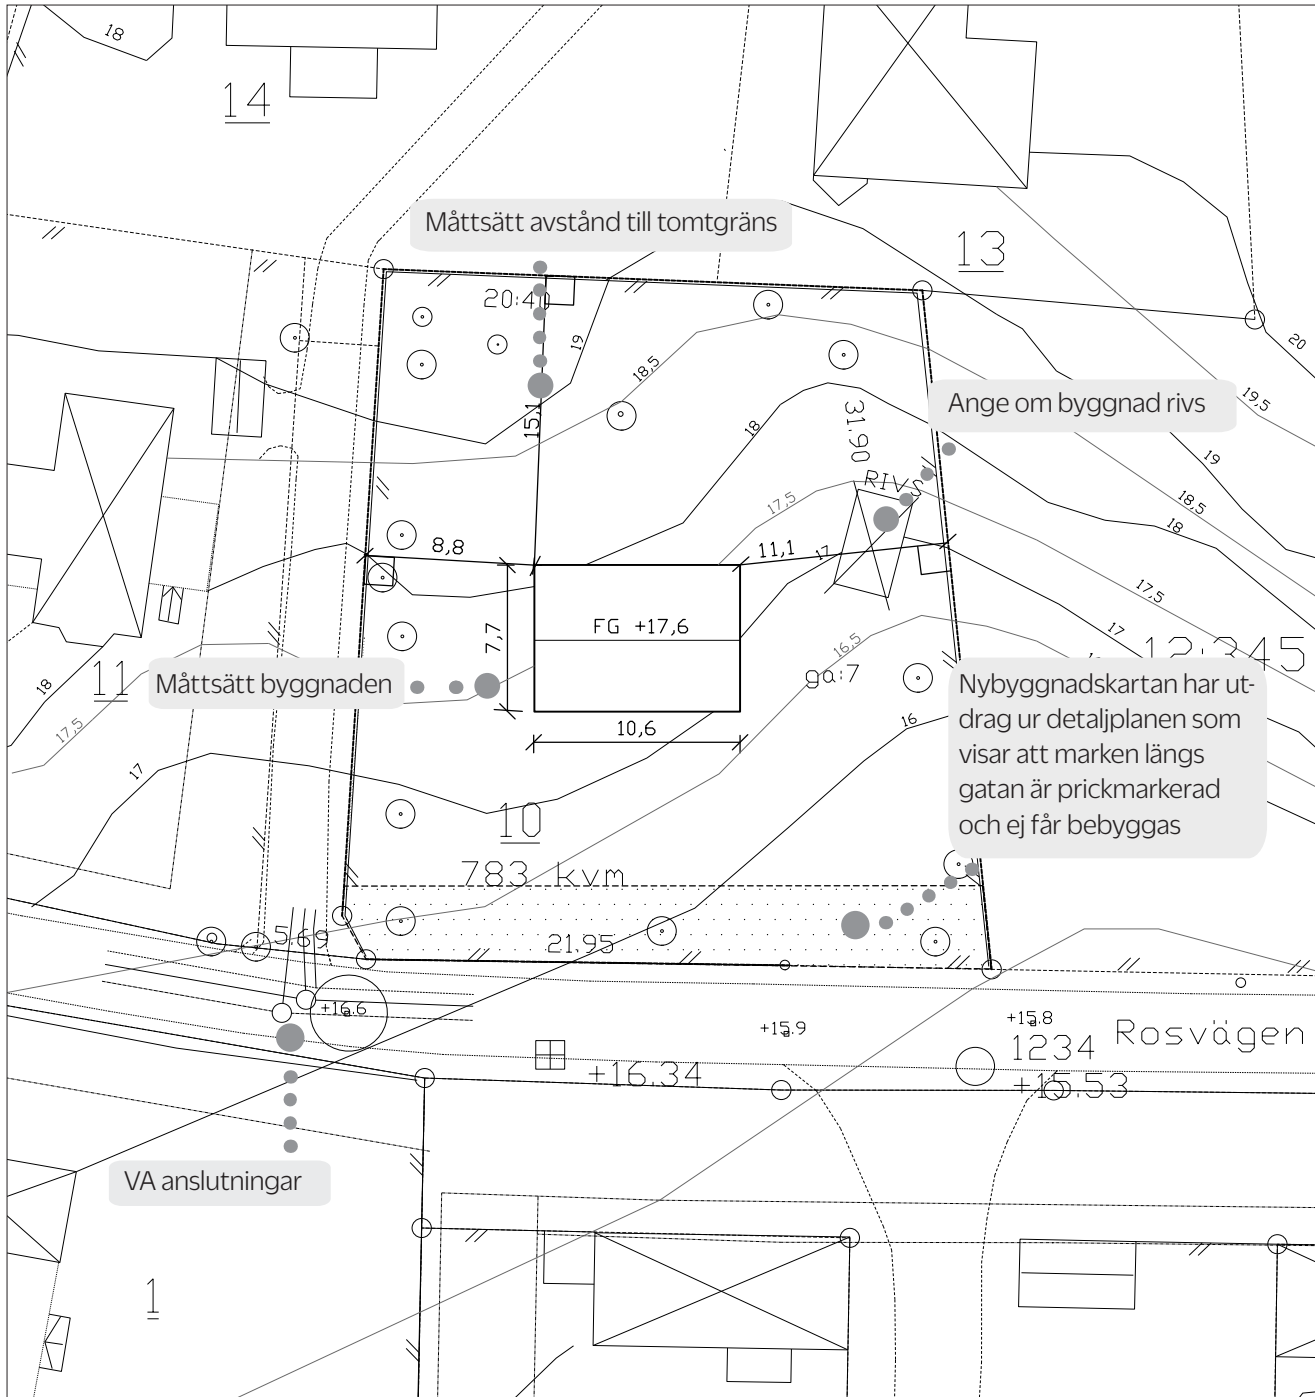 18
14
Måttsätt avstånd till tomtgräns
13
20:4
19
18,5
20
15,1
Ange om byggnad rivs
19,5
31.90
18
19
RIVS
17,5
18,5
18
8,8
11,1
17
17,5
7,7
FG +17,6
16,5
17
12:345
11
18
Måttsätt byggnaden
ga:7
Nybyggnadskartan har ut-
drag ur detaljplanen som
visar att marken längs
gatan är prickmarkerad
och ej får bebyggas
17,5
10,6
16
17
10
783 kvm
5.69
21.95
+16.6
+15.9
+15.8
Rosvägen
1234
+16.34
+15.53
VA anslutningar
1